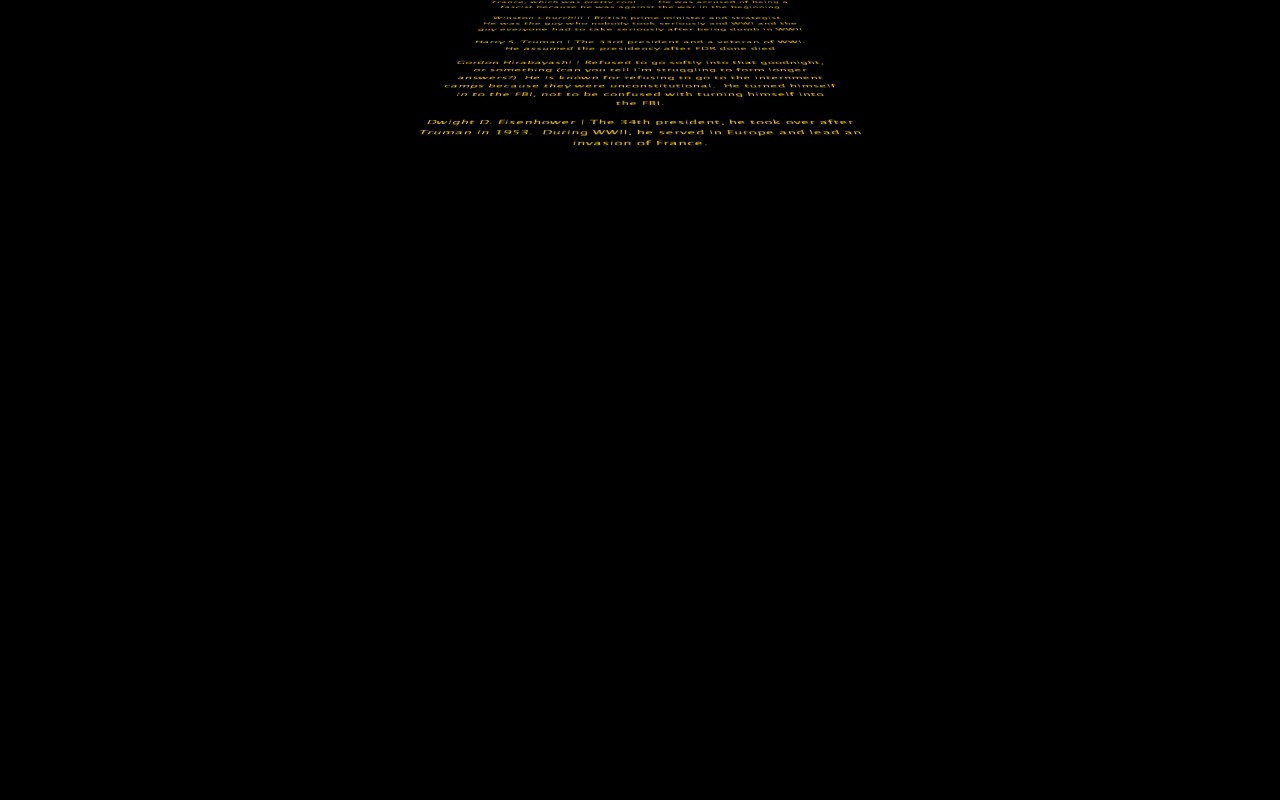 France, which was pretty cool. He was accused of being a
fascist because he was against the war in the beginning
Winston Churchill | British prime minister and strategist.
He was the guy who nobody took seriously and WWI and the
guy everyone had to take seriously after being dumb in WWII
Harry S. Truman | The 33rd president and a veteran of WWI.
He assumed the presidency after FDR done died
Gordon Hirabayashi | Refused to go softly into that goodnight,
or something (can you tell I'm struggling to form longer
answers?) He is known for refusing to go to the internment
camps because they were unconstitutional. He turned himself
in to the FBI, not to be confused with turning himself into
the FBI.
Dwight D. Eisenhower | The 34th president, he took over after
Truman in 1953. During WWII, he served in Europe and lead an
invasion of France.